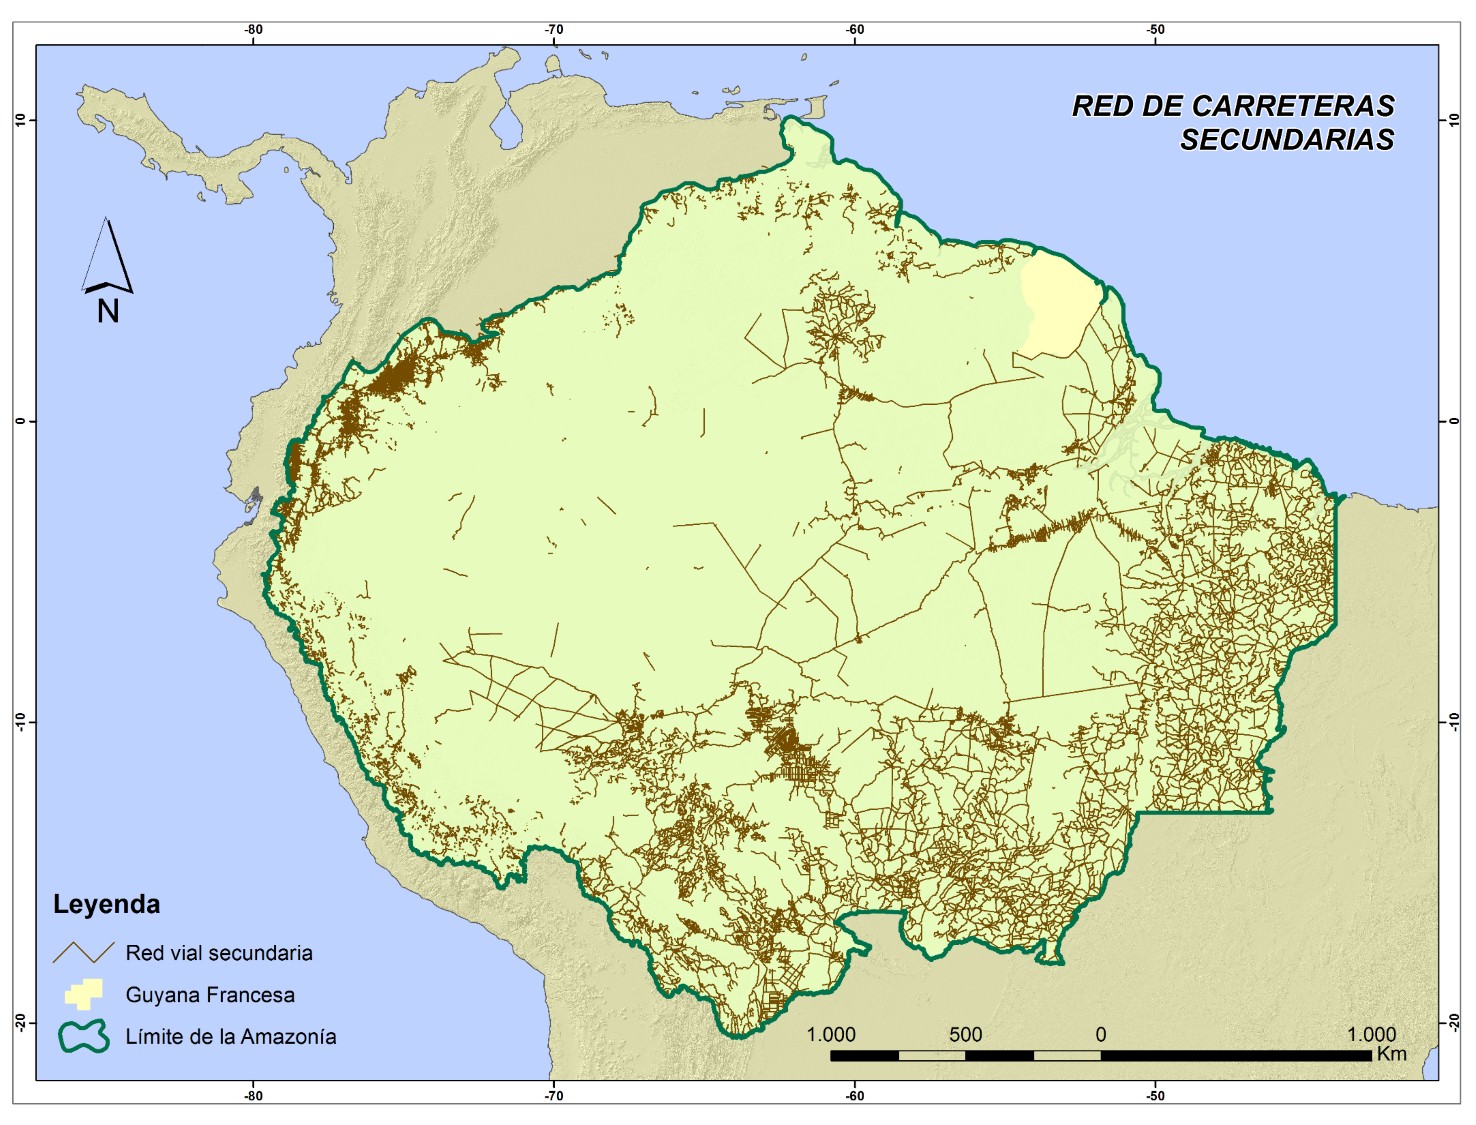 -80 -70 -60 -50
10 10
RED DE CARRETERAS
SECUNDARIAS
N
0 0
-10 -10
Leyenda
Red vial secundaria
Guyana Francesa
Límite de la Amazonía
-20 -20
1.000 500 0 1.000
Km
-80 -70 -60 -50